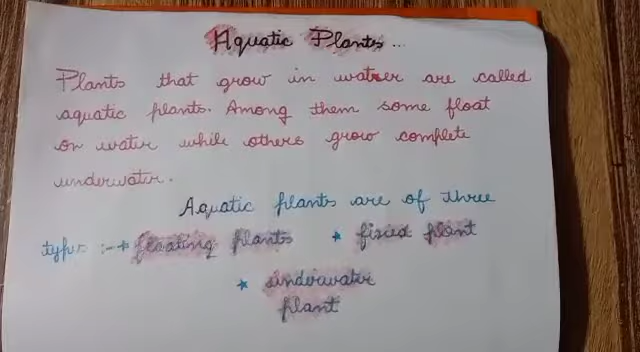 Aquatic Plants...
Plants that grow in water are called
aquatic plants. Among them some float
on water while others grow complete
underwater.
Aquatic plants are of three
types :- * floating plants * fixed plant
* underwater
plant